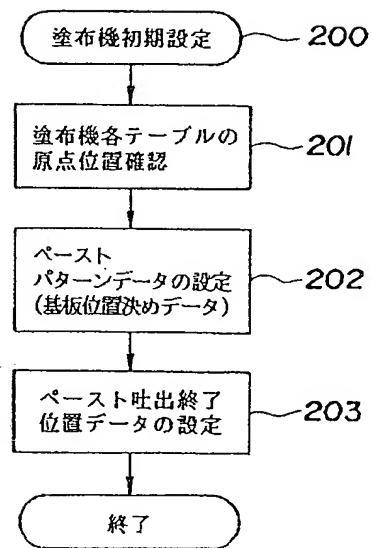 塗布機初期設定
200
塗布機各テーブルの
原点位置確認
201
ペースト
パターンデータの設定
(基板位置決めデータ)
202
ペースト吐出終了
位置データの設定
203
終了